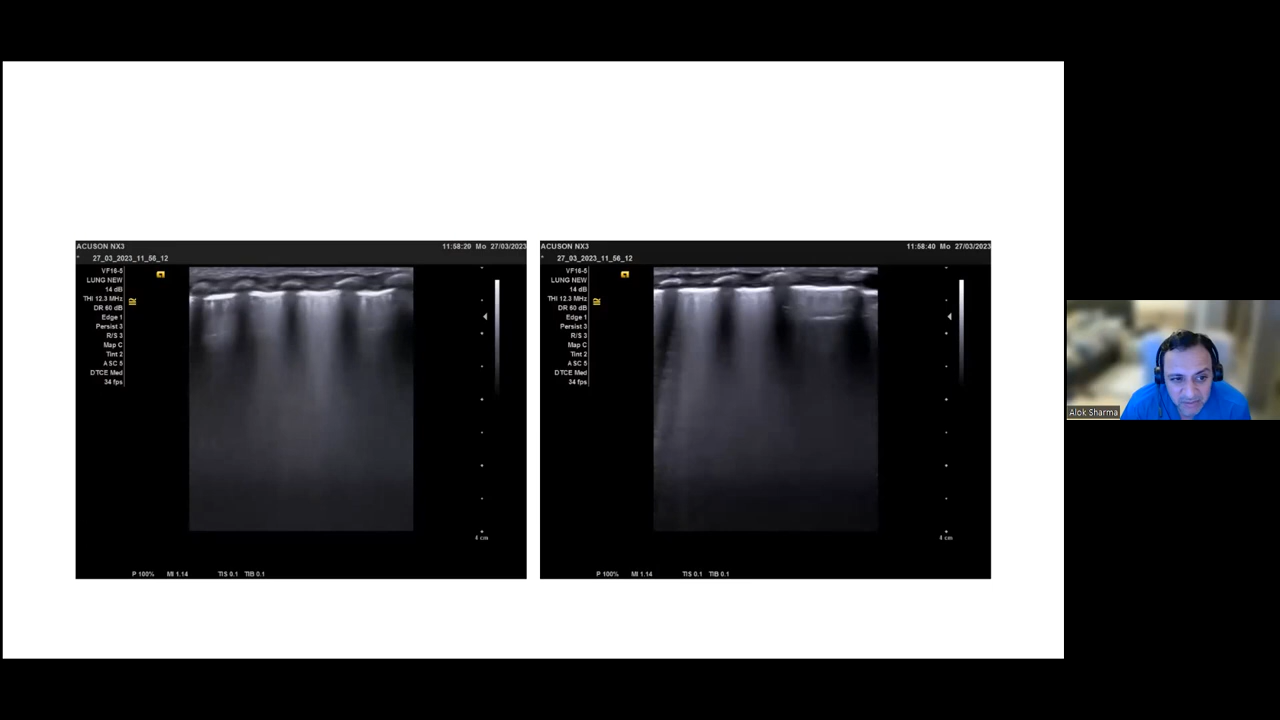 ACUSON NX3
11:58:20 Mo 27/03/2023
27_03_2023_11_56_12
VF16-5
LUNG NEW
14 dB
THI 12.3 MHz
DR 60 dB
Edge 1
Persist 3
R/S 3
Map C
Tint 2
ASC 5
DTCE Med
34 fps
4 cm
P 100% MI 1.14 TIS 0.1 TIB 0.1
ACUSON NX3
11:58:40 Mo 27/03/2023
27_03_2023_11_56_12
VF16-5
LUNG NEW
14 dB
THI 12.3 MHz
DR 60 dB
Edge 1
Persist 3
R/S 3
Map C
Tint 2
ASC 5
DTCE Med
34 fps
4 cm
P 100% MI 1.14 TIS 0.1 TIB 0.1
Alok Sharma